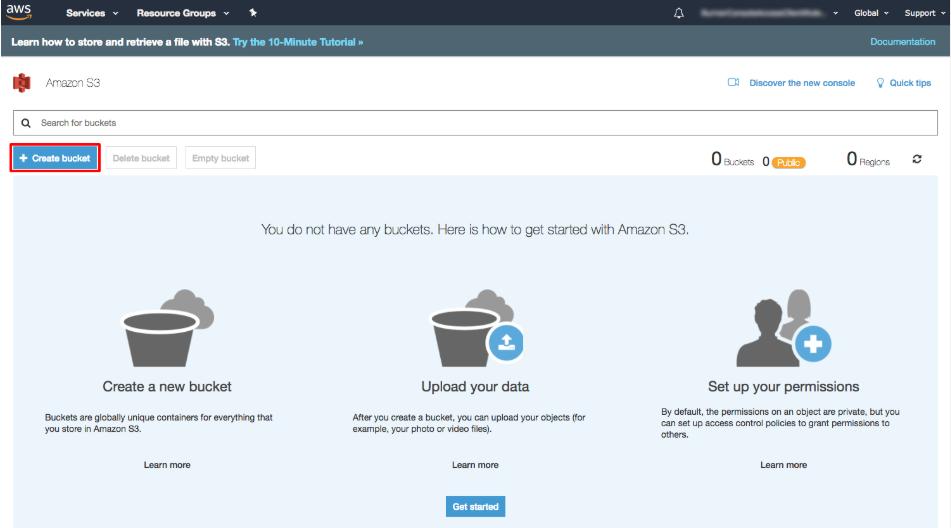 aws Services Resource Groups Global Support
Learn how to store and retrieve a file with S3. Try the 10-Minute Tutorial » Documentation
Amazon S3 Discover the new console Quick tips
Search for buckets
+ Create bucket Delete bucket Empty bucket 0 Buckets 0 Public 0 Regions
You do not have any buckets. Here is how to get started with Amazon S3.
Create a new bucket
Buckets are globally unique containers for everything that
you store in Amazon S3.
Learn more
Upload your data
After you create a bucket, you can upload your objects (for
example, your photo or video files).
Learn more
Set up your permissions
By default, the permissions on an object are private, but you
can set up access control policies to grant permissions to
others.
Learn more
Get started